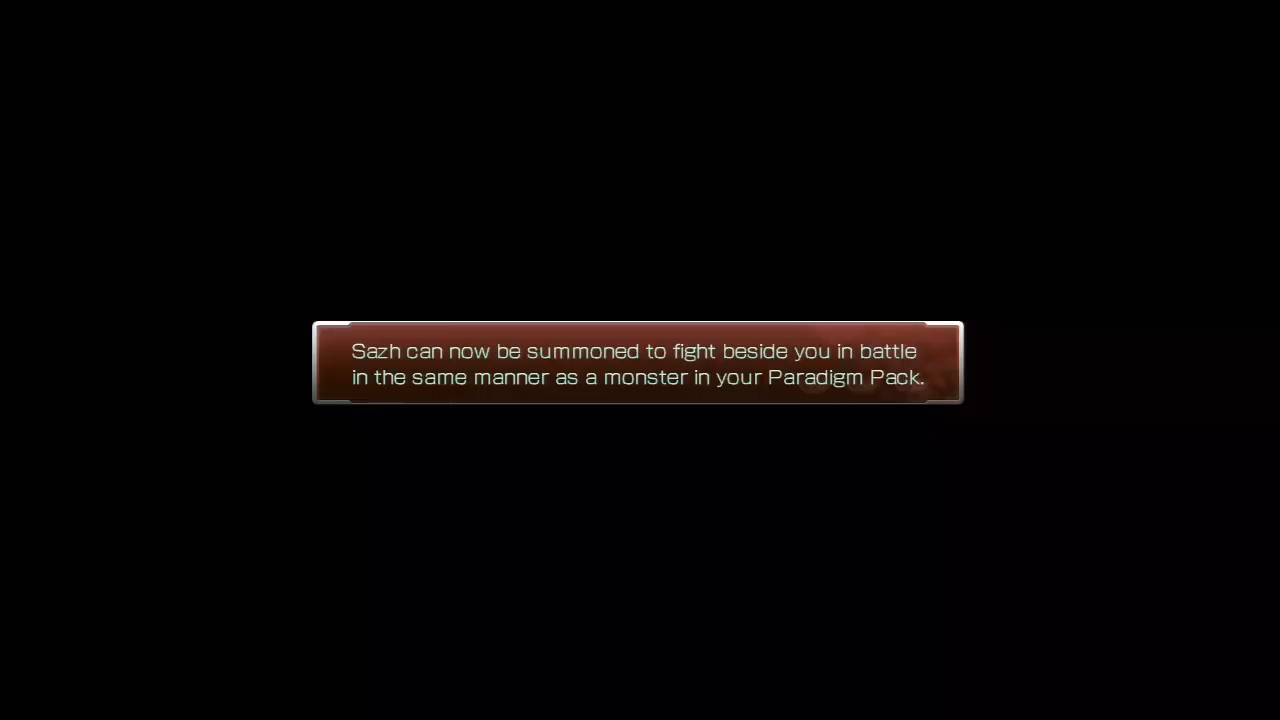 Sazh can now be summoned to fight beside you in battle
in the same manner as a monster in your Paradigm Pack.